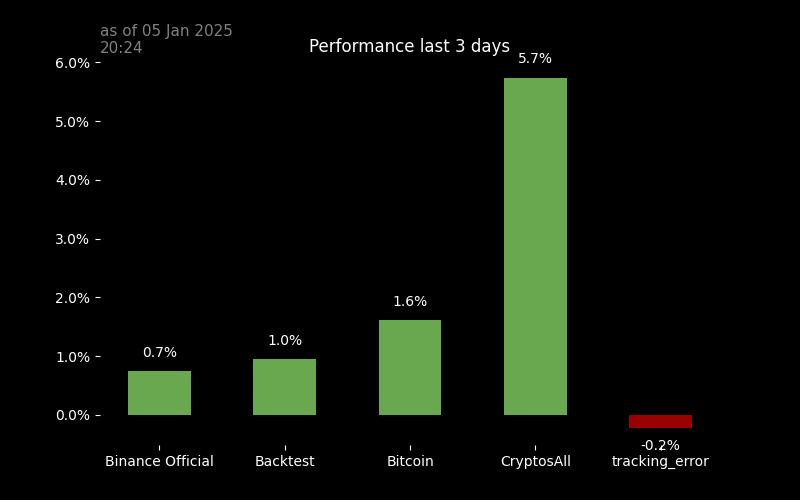 as of 05 Jan 2025
20:24
Performance last 3 days
6.0%
5.0%
4.0%
3.0%
2.0%
1.0%
0.0%
0.7%
1.0%
1.6%
5.7%
-0.2%
Binance Official
Backtest
Bitcoin
CryptosAll
tracking_error